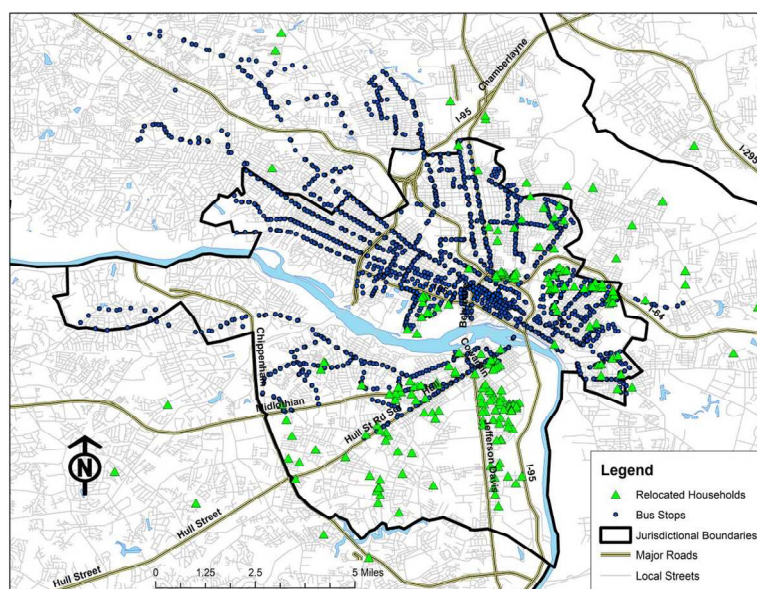 Chamberlayne
I-95
I-295
I-64
Chippenham
Cowardin
Midlothian
Hull St Rd
Jefferson Davis
I-95
Hull Street
Hull Street
N
0 1.25 2.5 5 Miles
Legend
Relocated Households
Bus Stops
Jurisdictional Boundaries
Major Roads
Local Streets